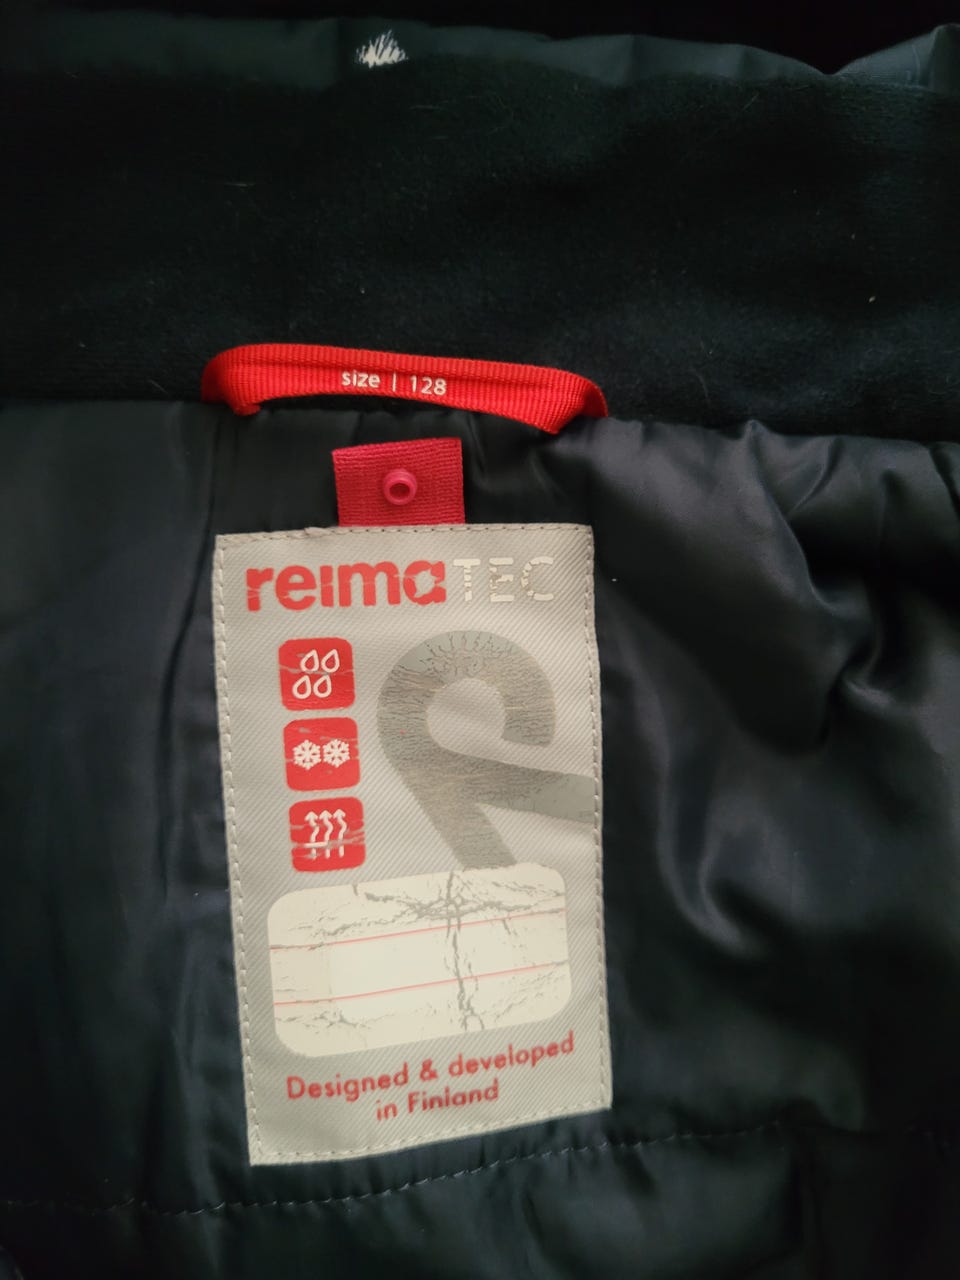 size | 128
reimaTEC
Designed & developed
in Finland